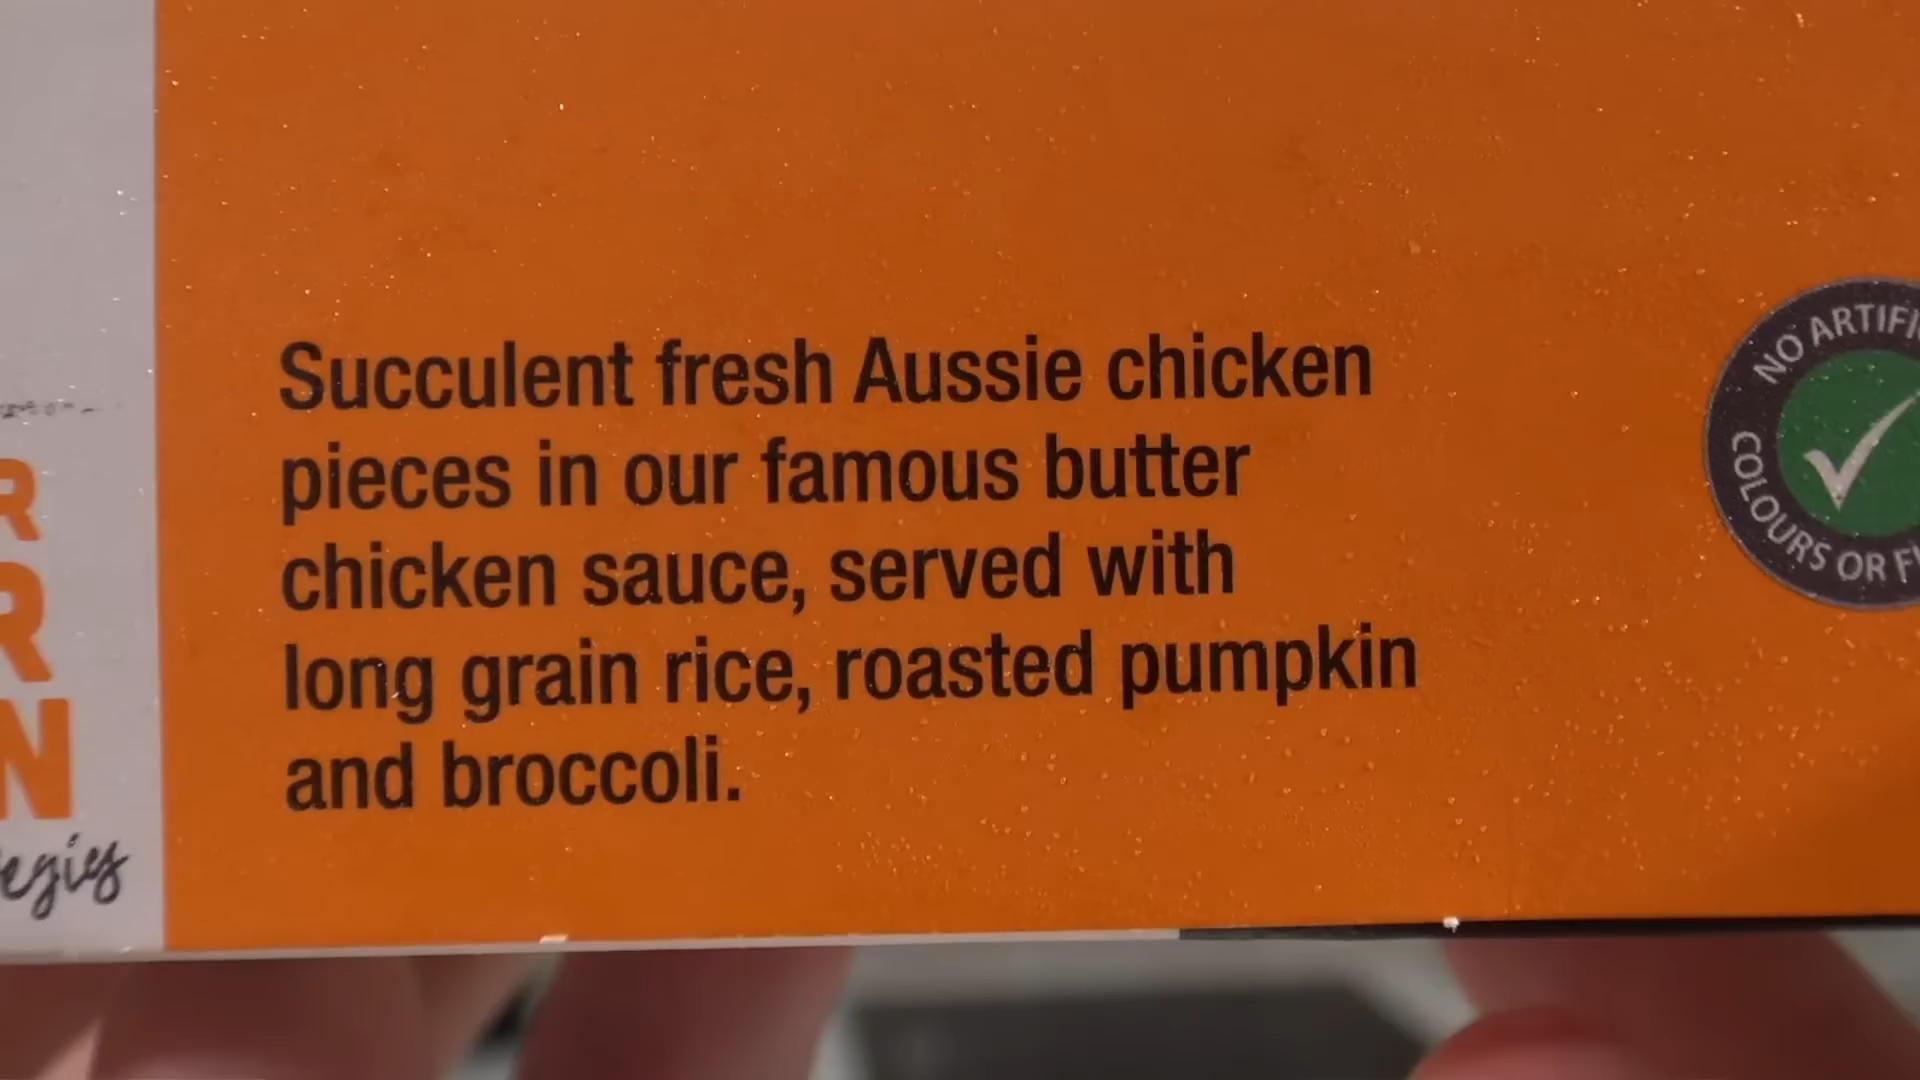 Succulent fresh Aussie chicken
pieces in our famous butter
chicken sauce, served with
long grain rice, roasted pumpkin
and broccoli.
NO ARTIFI
COLOURS OR F
R
R
N